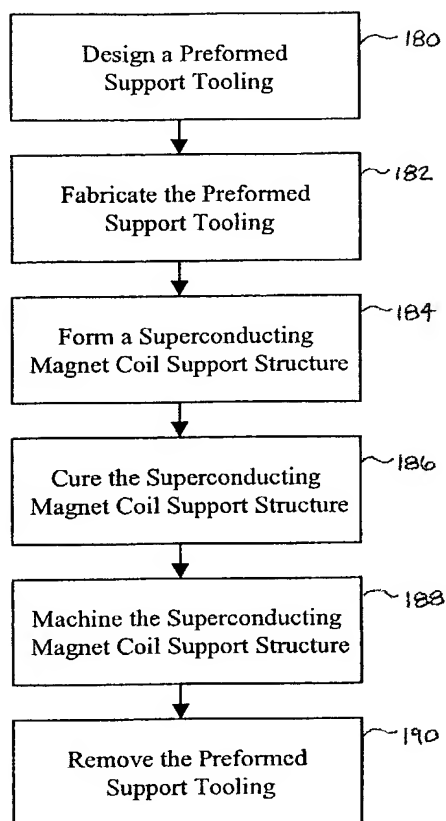 180
Design a Preformed
Support Tooling
182
Fabricate the Preformed
Support Tooling
184
Form a Superconducting
Magnet Coil Support Structure
186
Cure the Superconducting
Magnet Coil Support Structure
188
Machine the Superconducting
Magnet Coil Support Structure
190
Remove the Preformed
Support Tooling